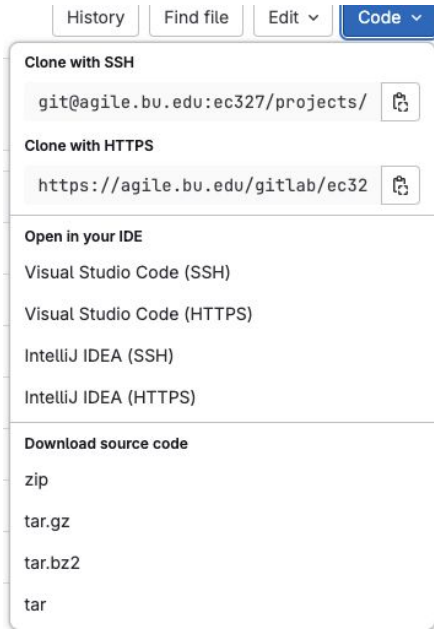 History Find file Edit Code
Clone with SSH
git@agile.bu.edu:ec327/projects/
Clone with HTTPS
https://agile.bu.edu/gitlab/ec32
Open in your IDE
Visual Studio Code (SSH)
Visual Studio Code (HTTPS)
IntelliJ IDEA (SSH)
IntelliJ IDEA (HTTPS)
Download source code
zip
tar.gz
tar.bz2
tar